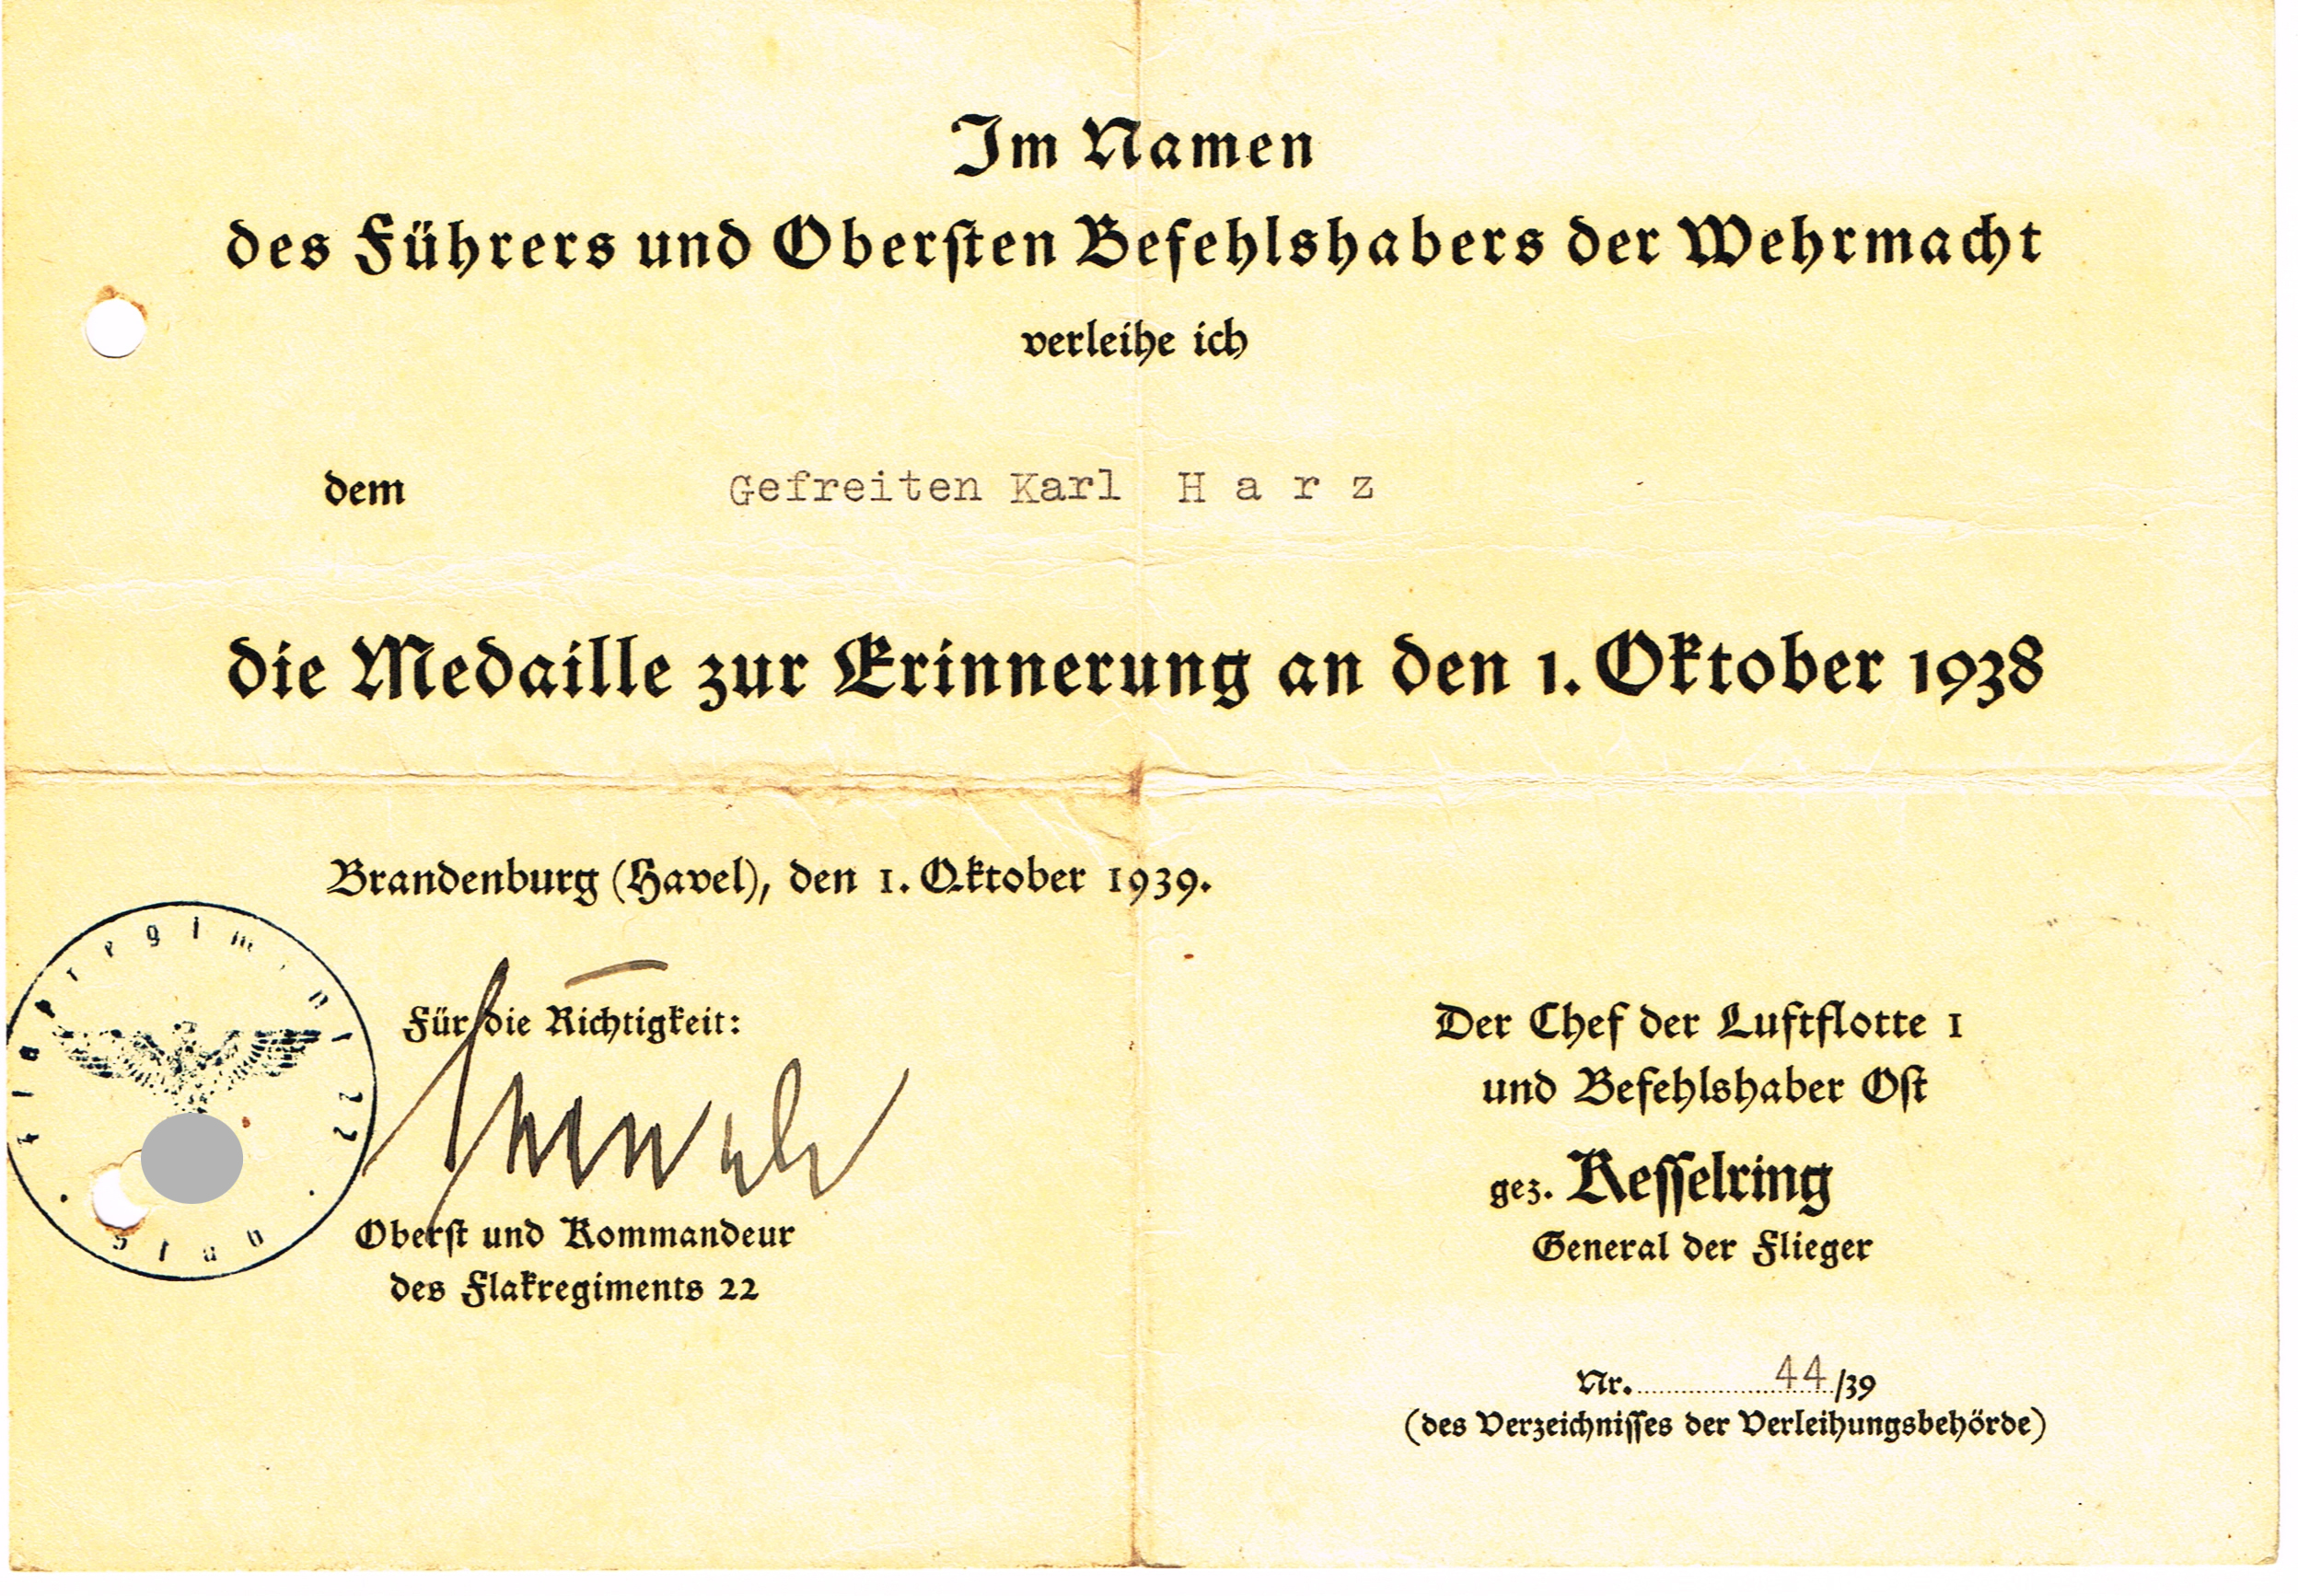 Im Namen
des Führers und Obersten Befehlshabers der Wehrmacht
verleihe ich
dem Gefreiten Karl Harz
die Medaille zur Erinnerung an den 1. Oktober 1938
Brandenburg (Havel), den 1. Oktober 1939.
Für die Richtigkeit:
Oberst und Kommandeur
des Flakregiments 22
Der Chef der Luftflotte 1
und Befehlshaber Ost
gez. Kesselring
General der Flieger
Nr. 44/39
(des Verzeichnisses der Verleihungsbehörde)